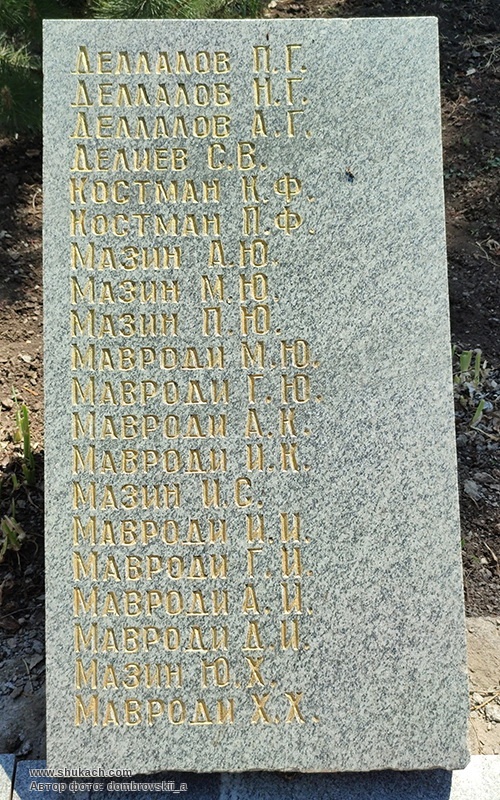 Деллалов П.Г.
Деллалов Н.Г.
Деллалов А.Г.
Делиев С.В.
Костман К.Ф.
Костман П.Ф.
Мазин А.Ю.
Мазин М.Ю.
Мазин П.Ю.
Мавроди М.Ю.
Мавроди Г.Ю.
Мавроди А.К.
Мавроди И.К.
Мазин И.С.
Мавроди И.И.
Мавроди Г.И.
Мавроди А.И.
Мавроди Д.И.
Мазин Ю.Х.
Мавроди Х.Х.
www.shukach.com
Автор фото: dombrovskii_a